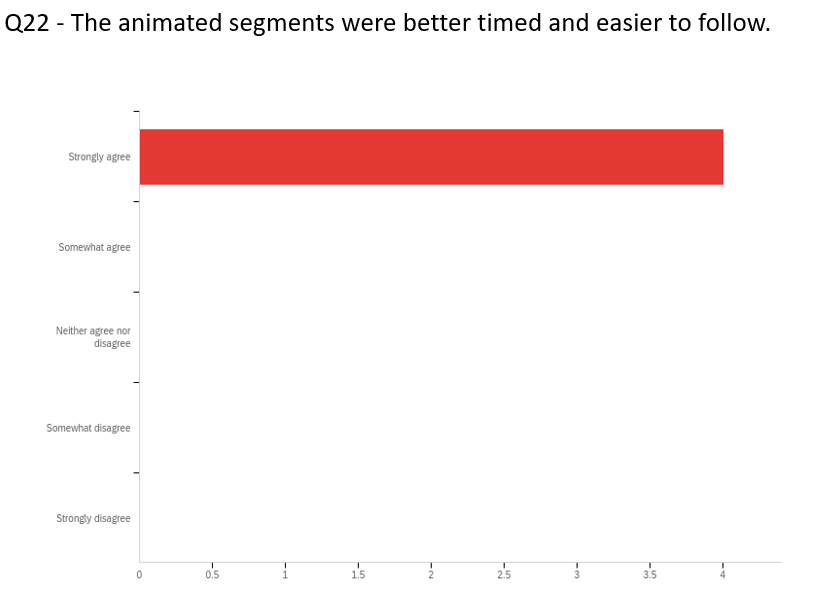 Q22 - The animated segments were better timed and easier to follow.
Strongly agree
Somewhat agree
Neither agree nor
disagree
Somewhat disagree
Strongly disagree
0 0.5 1 1.5 2 2.5 3 3.5 4